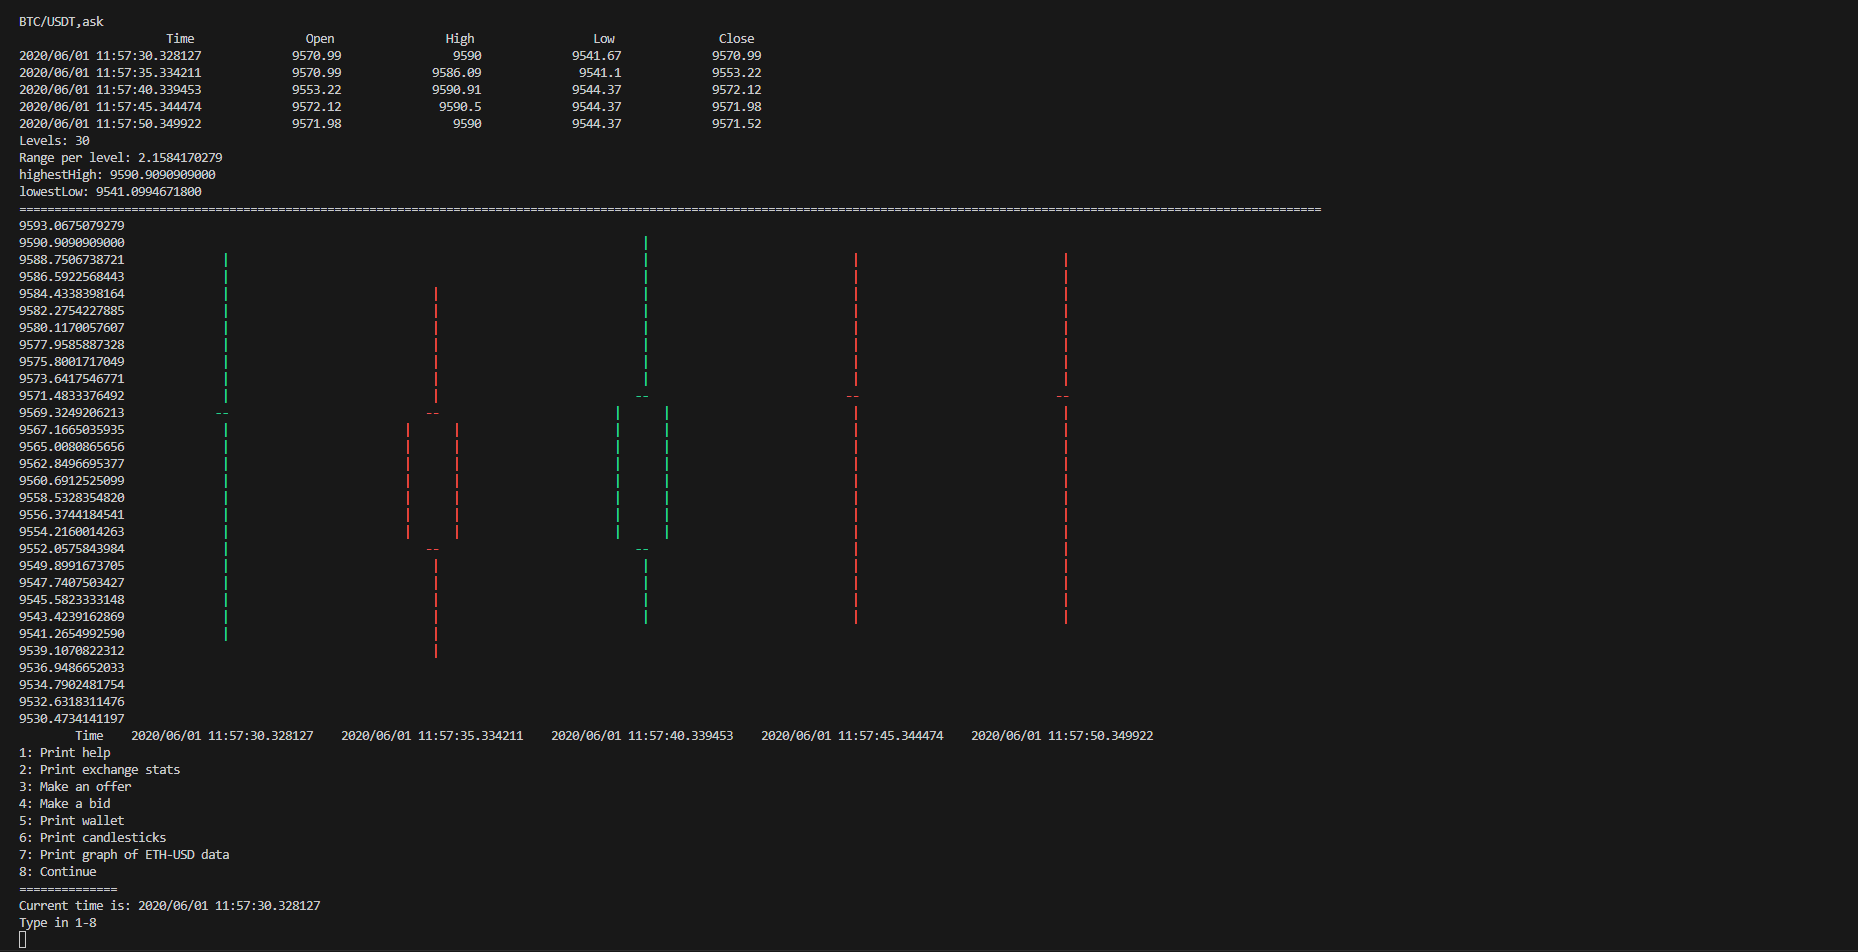 BTC/USDT,ask
Time Open High Low Close
2020/06/01 11:57:30.328127 9570.99 9590 9541.67 9570.99
2020/06/01 11:57:35.334211 9570.99 9586.09 9541.1 9553.22
2020/06/01 11:57:40.339453 9553.22 9590.91 9544.37 9572.12
2020/06/01 11:57:45.344474 9572.12 9590.5 9544.37 9571.98
2020/06/01 11:57:50.349922 9571.98 9590 9544.37 9571.52
Levels: 30
Range per level: 2.1584170279
highestHigh: 9590.9090909000
lowestLow: 9541.0994671800
9593.0675079279
9590.9090909000
9588.7506738721
9586.5922568443
9584.4338398164
9582.2754227885
9580.1170057607
9577.9585887328
9575.8001717049
9573.6417546771
9571.4833376492
9569.3249206213
9567.1665035935
9565.0080865656
9562.8496695377
9560.6912525099
9558.5328354820
9556.3744184541
9554.2160014263
9552.0575843984
9549.8991673705
9547.7407503427
9545.5823333148
9543.4239162869
9541.2654992590
9539.1070822312
9536.9486652033
9534.7902481754
9532.6318311476
9530.4734141197
Time 2020/06/01 11:57:30.328127 2020/06/01 11:57:35.334211 2020/06/01 11:57:40.339453 2020/06/01 11:57:45.344474 2020/06/01 11:57:50.349922
1: Print help
2: Print exchange stats
3: Make an offer
4: Make a bid
5: Print wallet
6: Print candlesticks
7: Print graph of ETH-USD data
8: Continue
==============
Current time is: 2020/06/01 11:57:30.328127
Type in 1-8